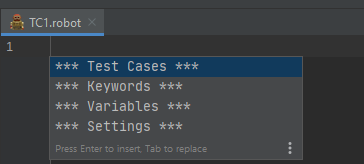 TC1.robot
1
*** Test Cases ***
*** Keywords ***
*** Variables ***
*** Settings ***
Press Enter to insert, Tab to replace